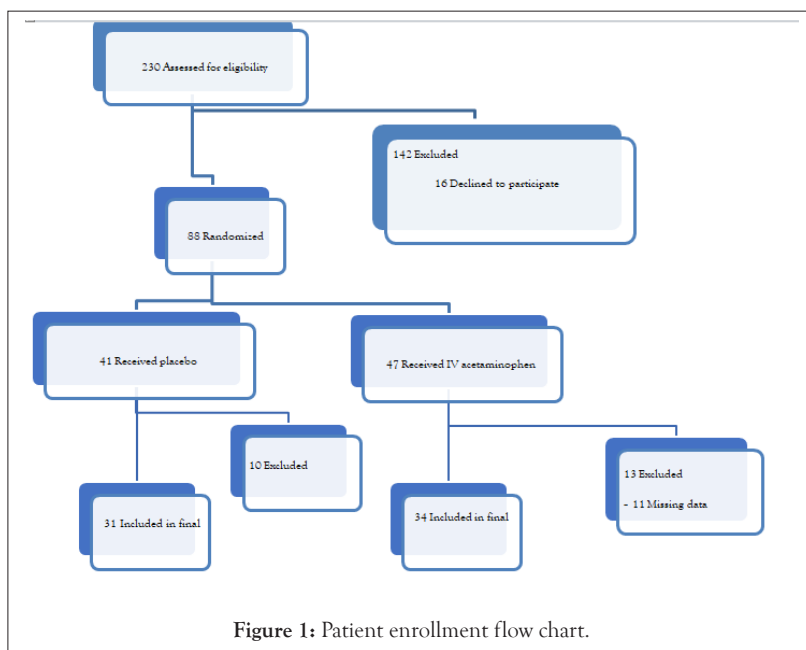 230 Assessed for eligibility
142 Excluded
16 Declined to participate
88 Randomized
41 Received placebo
47 Received IV acetaminophen
10 Excluded
13 Excluded
- 11 Missing data
31 Included in final
34 Included in final
Figure 1: Patient enrollment flow chart.